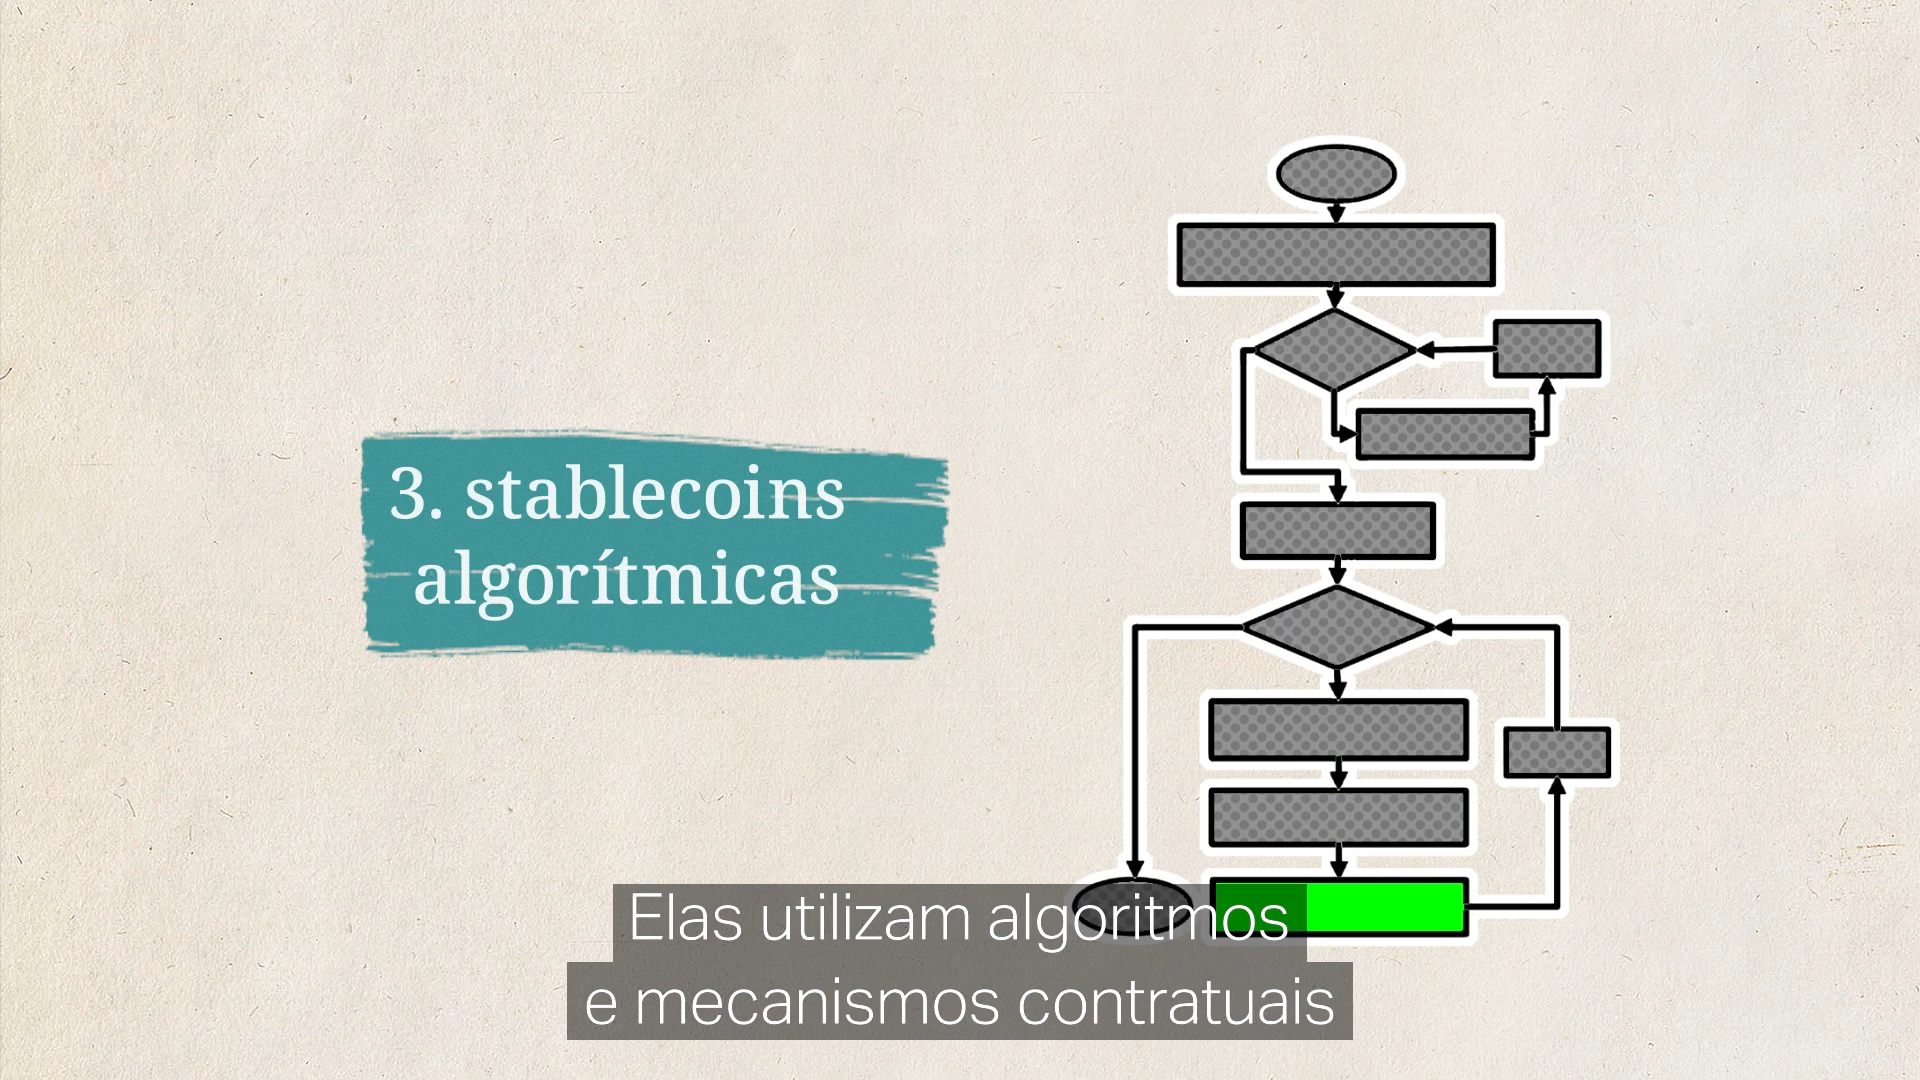 3. stablecoins
algorítmicas
Elas utilizam algoritmos
e mecanismos contratuais